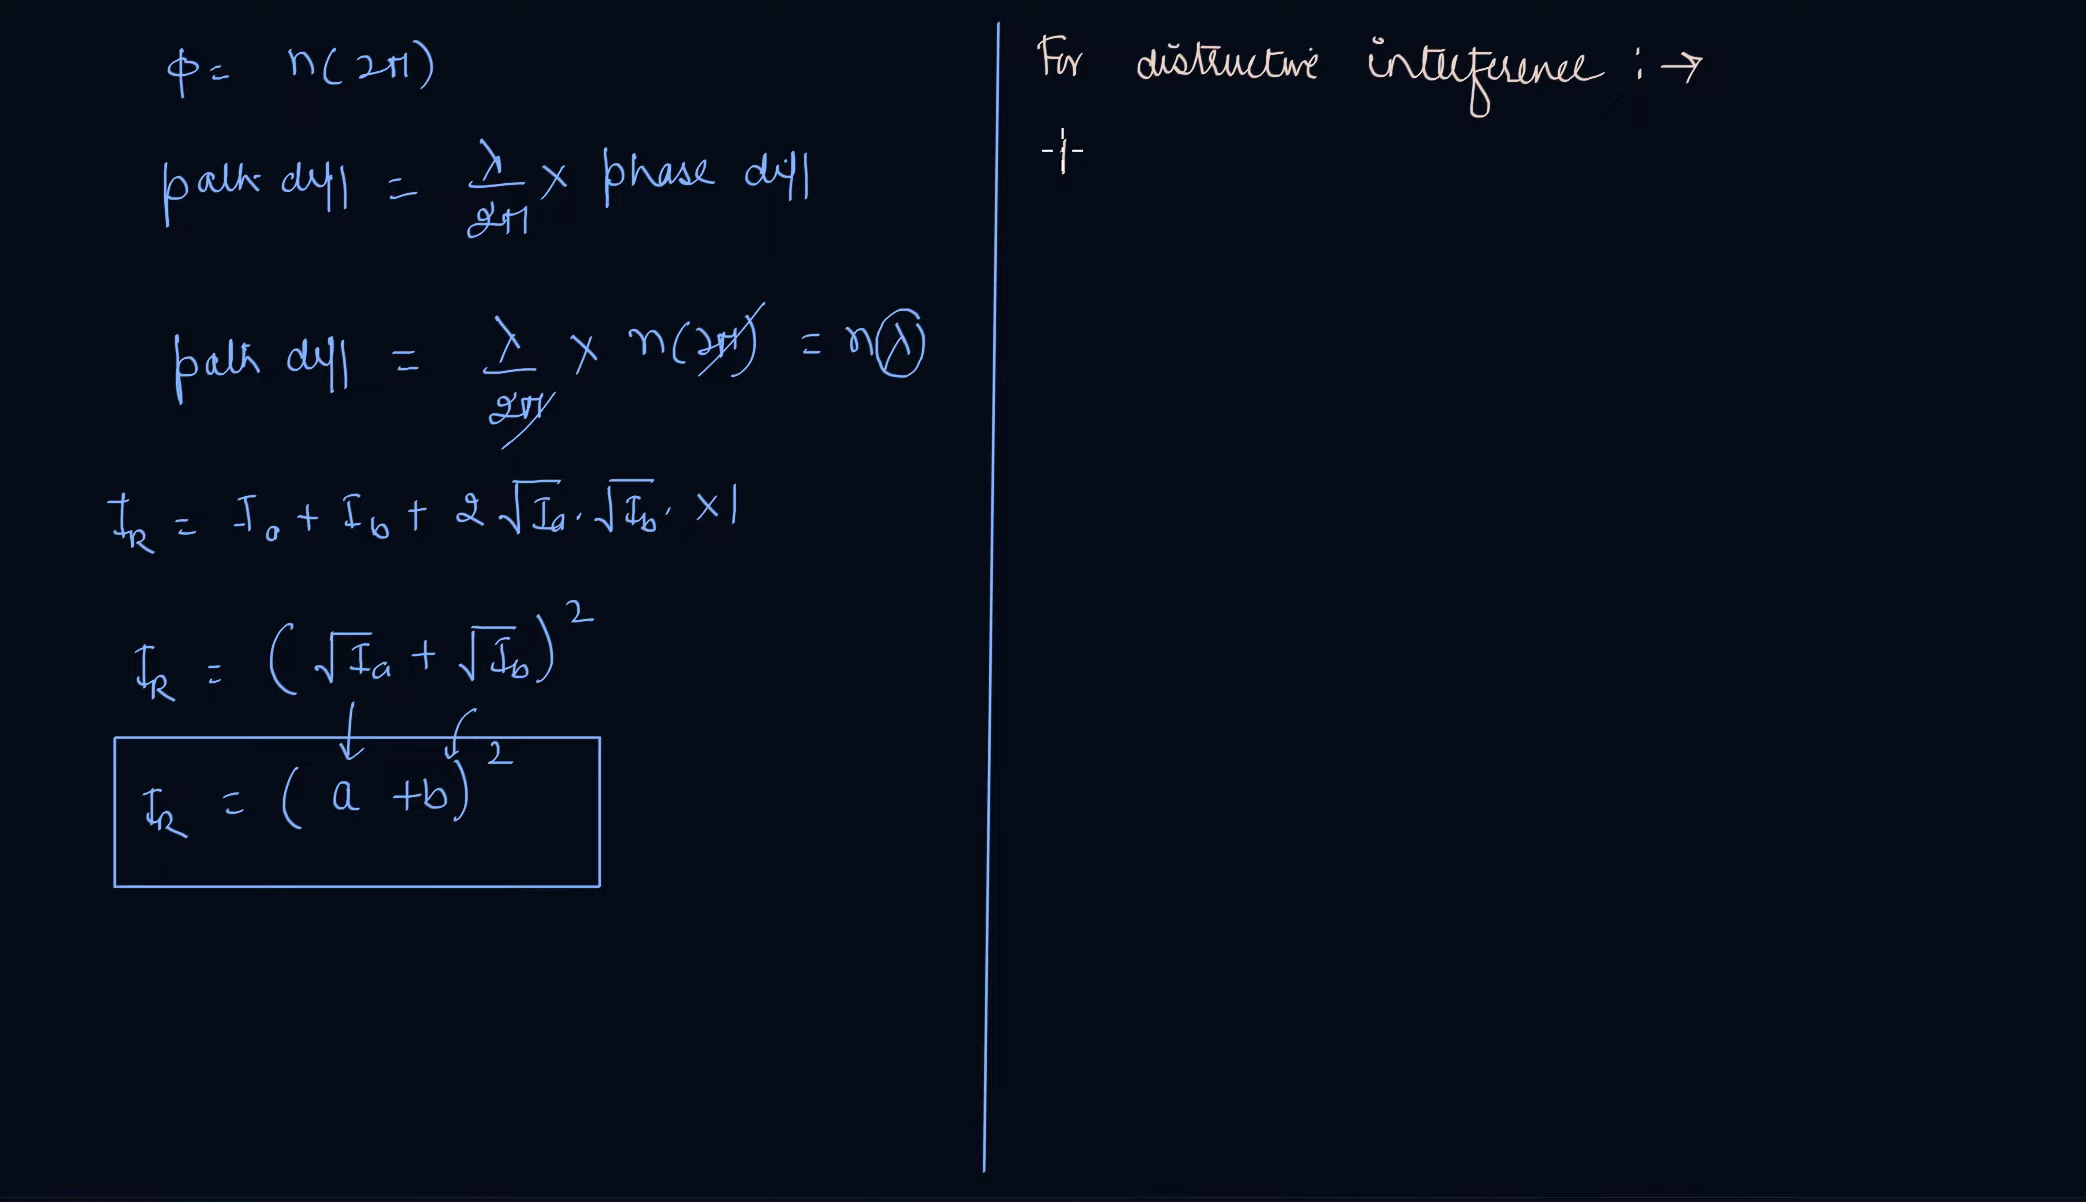 ϕ = n(2π)
path diff = λ/2π × phase diff
path diff = λ/2π × n(2π) = nλ
I_R = I_a + I_b + 2√I_a . √I_b . × 1
I_R = (√I_a + √I_b)²
I_R = (a + b)²
For distructive interference : →